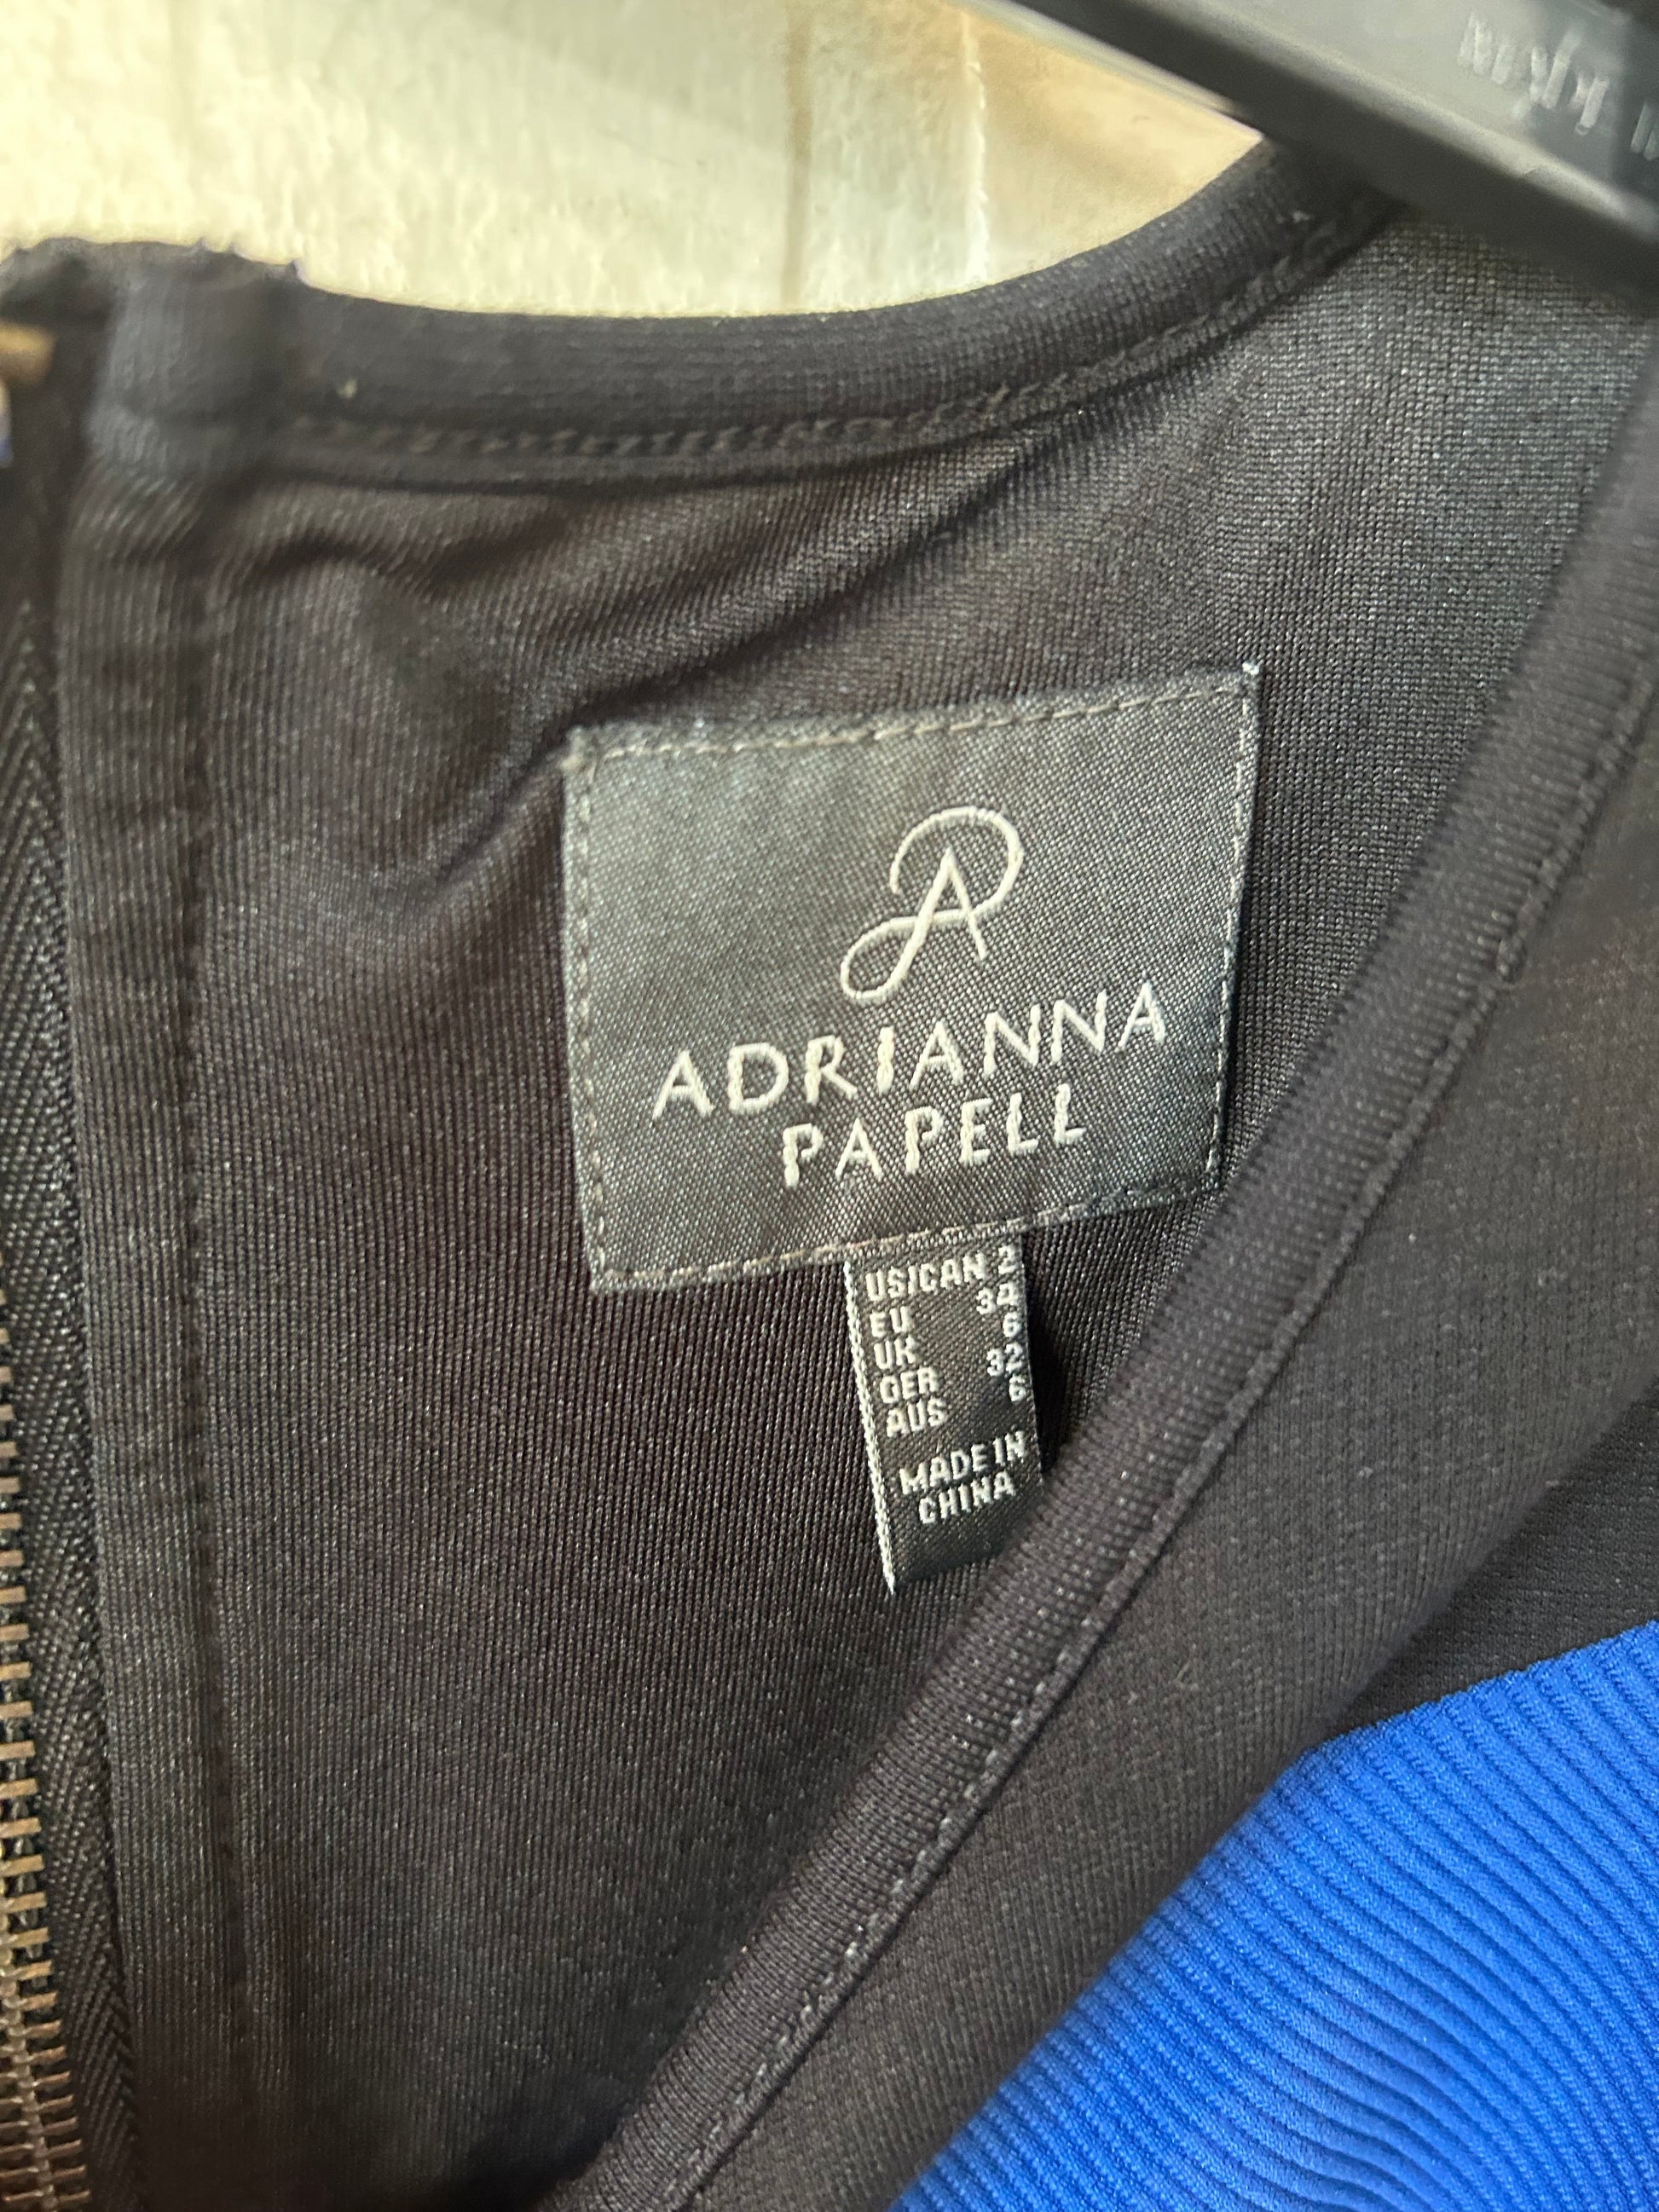 ADRIANNA
PAPELL
US/CAN 2
EU 34
UK 6
GER 32
AUS 6
MADE IN
CHINA